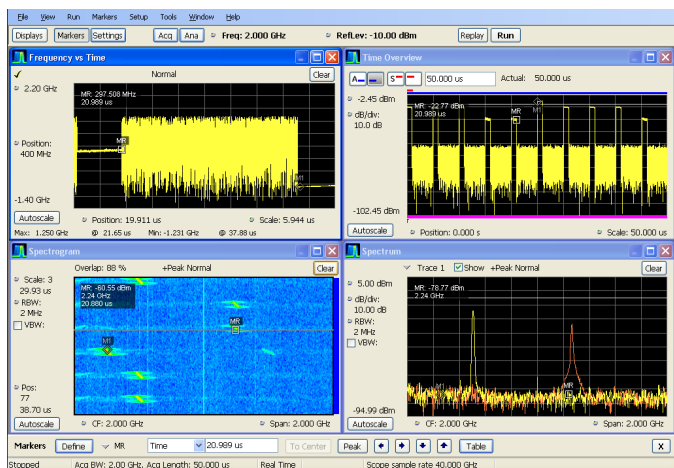 File View Run Markers Setup Tools Window Help
Displays Markers Settings Acq Ana Freq: 2.000 GHz RefLev: -10.00 dBm Replay Run
Frequency vs Time
Normal Clear
2.20 GHz
MR: 297.508 MHz
20.989 us
Position:
400 MHz
MR
M1
-1.40 GHz
Autoscale Position: 19.911 us Scale: 5.944 us
Max: 1.250 GHz @ 21.65 us Min: -1.231 GHz @ 37.88 us
Time Overview
A S 50.000 us Actual: 50.000 us
-2.45 dBm
MR: -22.77 dBm
20.989 us
dB/div:
10.0 dB
MR
M1
-102.45 dBm
Autoscale Position: 0.000 s Scale: 50.000 us
Spectrogram
Overlap: 88 % +Peak Normal Clear
Scale: 3
29.93 us
MR: -60.55 dBm
2.24 GHz
20.880 us
RBW:
2 MHz
VBW:
MR
M1
Pos:
77
38.70 us
Autoscale CF: 2.000 GHz Span: 2.000 GHz
Spectrum
Trace 1 Show +Peak Normal Clear
5.00 dBm
MR: -78.77 dBm
2.24 GHz
dB/div:
10.00 dB
RBW:
2 MHz
VBW:
MR
M1
-94.99 dBm
Autoscale CF: 2.000 GHz Span: 2.000 GHz
Markers Define MR Time 20.989 us To Center Peak Table X
Stopped Acq BW: 2.00 GHz, Acq Length: 50.000 us Real Time Scope sample rate 40.000 GHz